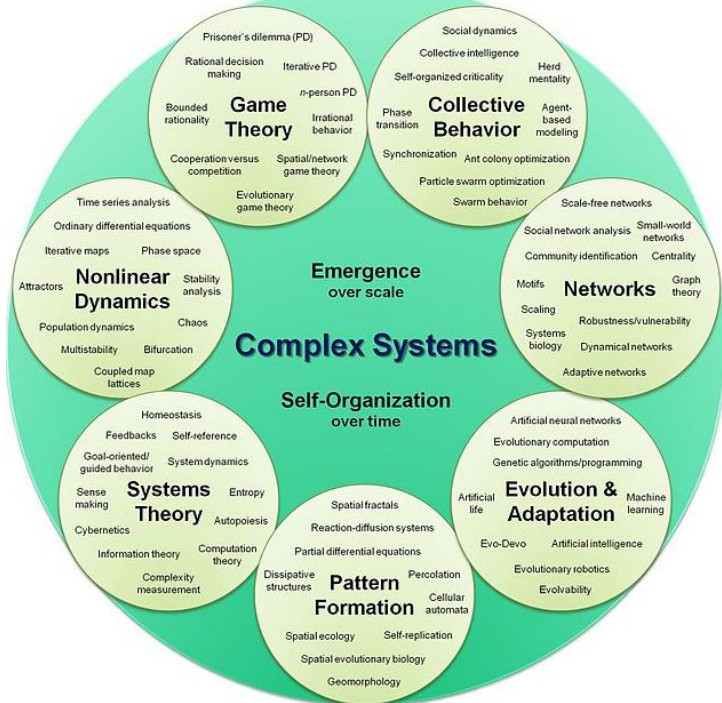 Prisoner's dilemma (PD)
Rational decision
making
Iterative PD
n-person PD
Bounded
rationality
Game
Theory
Irrational
behavior
Cooperation versus
competition
Spatial/network
game theory
Evolutionary
game theory
Social dynamics
Collective intelligence
Herd
mentality
Self-organized criticality
Phase
transition
Collective
Behavior
Agent-
based
modeling
Synchronization
Ant colony optimization
Particle swarm optimization
Swarm behavior
Time series analysis
Ordinary differential equations
Iterative maps
Phase space
Attractors
Nonlinear
Dynamics
Stability
analysis
Population dynamics
Chaos
Multistability
Bifurcation
Coupled map
lattices
Emergence
over scale
Complex Systems
Self-Organization
over time
Scale-free networks
Social network analysis
Small-world
networks
Community identification
Centrality
Motifs
Networks
Graph
theory
Scaling
Robustness/vulnerability
Systems
biology
Dynamical networks
Adaptive networks
Homeostasis
Feedbacks
Self-reference
Goal-oriented/
guided behavior
System dynamics
Sense
making
Systems
Theory
Entropy
Cybernetics
Autopoiesis
Information theory
Computation
theory
Complexity
measurement
Spatial fractals
Reaction-diffusion systems
Partial differential equations
Dissipative
structures
Pattern
Formation
Percolation
Cellular
automata
Spatial ecology
Self-replication
Spatial evolutionary biology
Geomorphology
Artificial neural networks
Evolutionary computation
Genetic algorithms/programming
Artificial
life
Evolution &
Adaptation
Machine
learning
Evo-Devo
Artificial intelligence
Evolutionary robotics
Evolvability